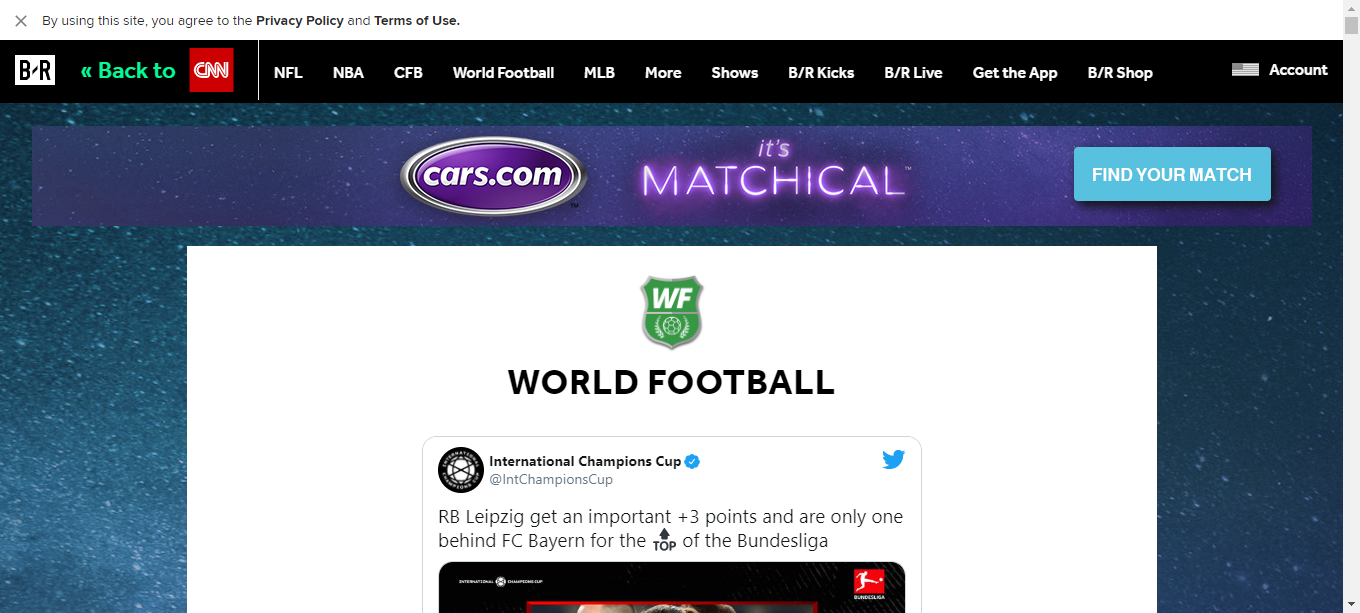 By using this site, you agree to the Privacy Policy and Terms of Use.
B/R « Back to CNN NFL NBA CFB World Football MLB More Shows B/R Kicks B/R Live Get the App B/R Shop Account
cars.com™
it's
MATCHICAL™
FIND YOUR MATCH
WF
WORLD FOOTBALL
International Champions Cup
@IntChampionsCup
RB Leipzig get an important +3 points and are only one
behind FC Bayern for the TOP of the Bundesliga
INTERNATIONAL CHAMPIONS CUP
BUNDESLIGA